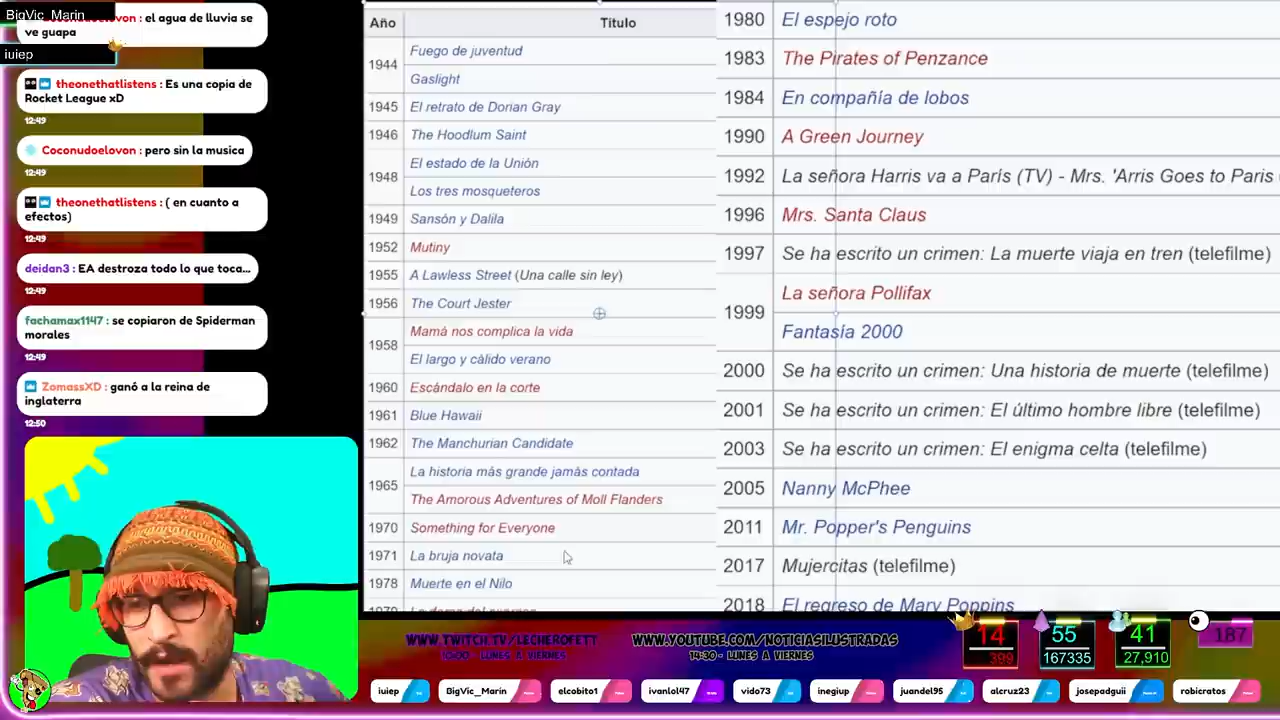 BigVic_Marin
iuiep
Coconudoelovon : el agua de lluvia se
ve guapa
theonethatlistens : Es una copia de
Rocket League xD
12:49
Coconudoelovon : pero sin la musica
12:49
theonethatlistens : ( en cuanto a
efectos)
12:49
deidan3 : EA destroza todo lo que toca...
12:49
fachamax1147 : se copiaron de Spiderman
morales
12:49
ZomassXD : ganó a la reina de
inglaterra
12:50
Año Título
1944 Fuego de juventud
Gaslight
1945 El retrato de Dorian Gray
1946 The Hoodlum Saint
1948 El estado de la Unión
Los tres mosqueteros
1949 Sansón y Dalila
1952 Mutiny
1955 A Lawless Street (Una calle sin ley)
1956 The Court Jester
1958 Mamá nos complica la vida
El largo y cálido verano
1960 Escándalo en la corte
1961 Blue Hawaii
1962 The Manchurian Candidate
1965 La historia más grande jamás contada
The Amorous Adventures of Moll Flanders
1970 Something for Everyone
1971 La bruja novata
1978 Muerte en el Nilo
1980 El espejo roto
1983 The Pirates of Penzance
1984 En compañía de lobos
1990 A Green Journey
1992 La señora Harris va a París (TV) - Mrs. 'Arris Goes to Paris
1996 Mrs. Santa Claus
1997 Se ha escrito un crimen: La muerte viaja en tren (telefilme)
1999 La señora Pollifax
Fantasía 2000
2000 Se ha escrito un crimen: Una historia de muerte (telefilme)
2001 Se ha escrito un crimen: El último hombre libre (telefilme)
2003 Se ha escrito un crimen: El enigma celta (telefilme)
2005 Nanny McPhee
2011 Mr. Popper's Penguins
2017 Mujercitas (telefilme)
2018 El regreso de Mary Poppins
WWW.TWITCH.TV/LECHEROFETT
LUNES A VIERNES
WWW.YOUTUBE.COM/NOTICIASILUSTRADAS
14:30 - LUNES A VIERNES
14 55 41 187
399 167335 27,910
iuiep BigVic_Marin elcobito1 ivanlol47 vido73 inegiup juandel95 alcruz23 josepdguii robicratos